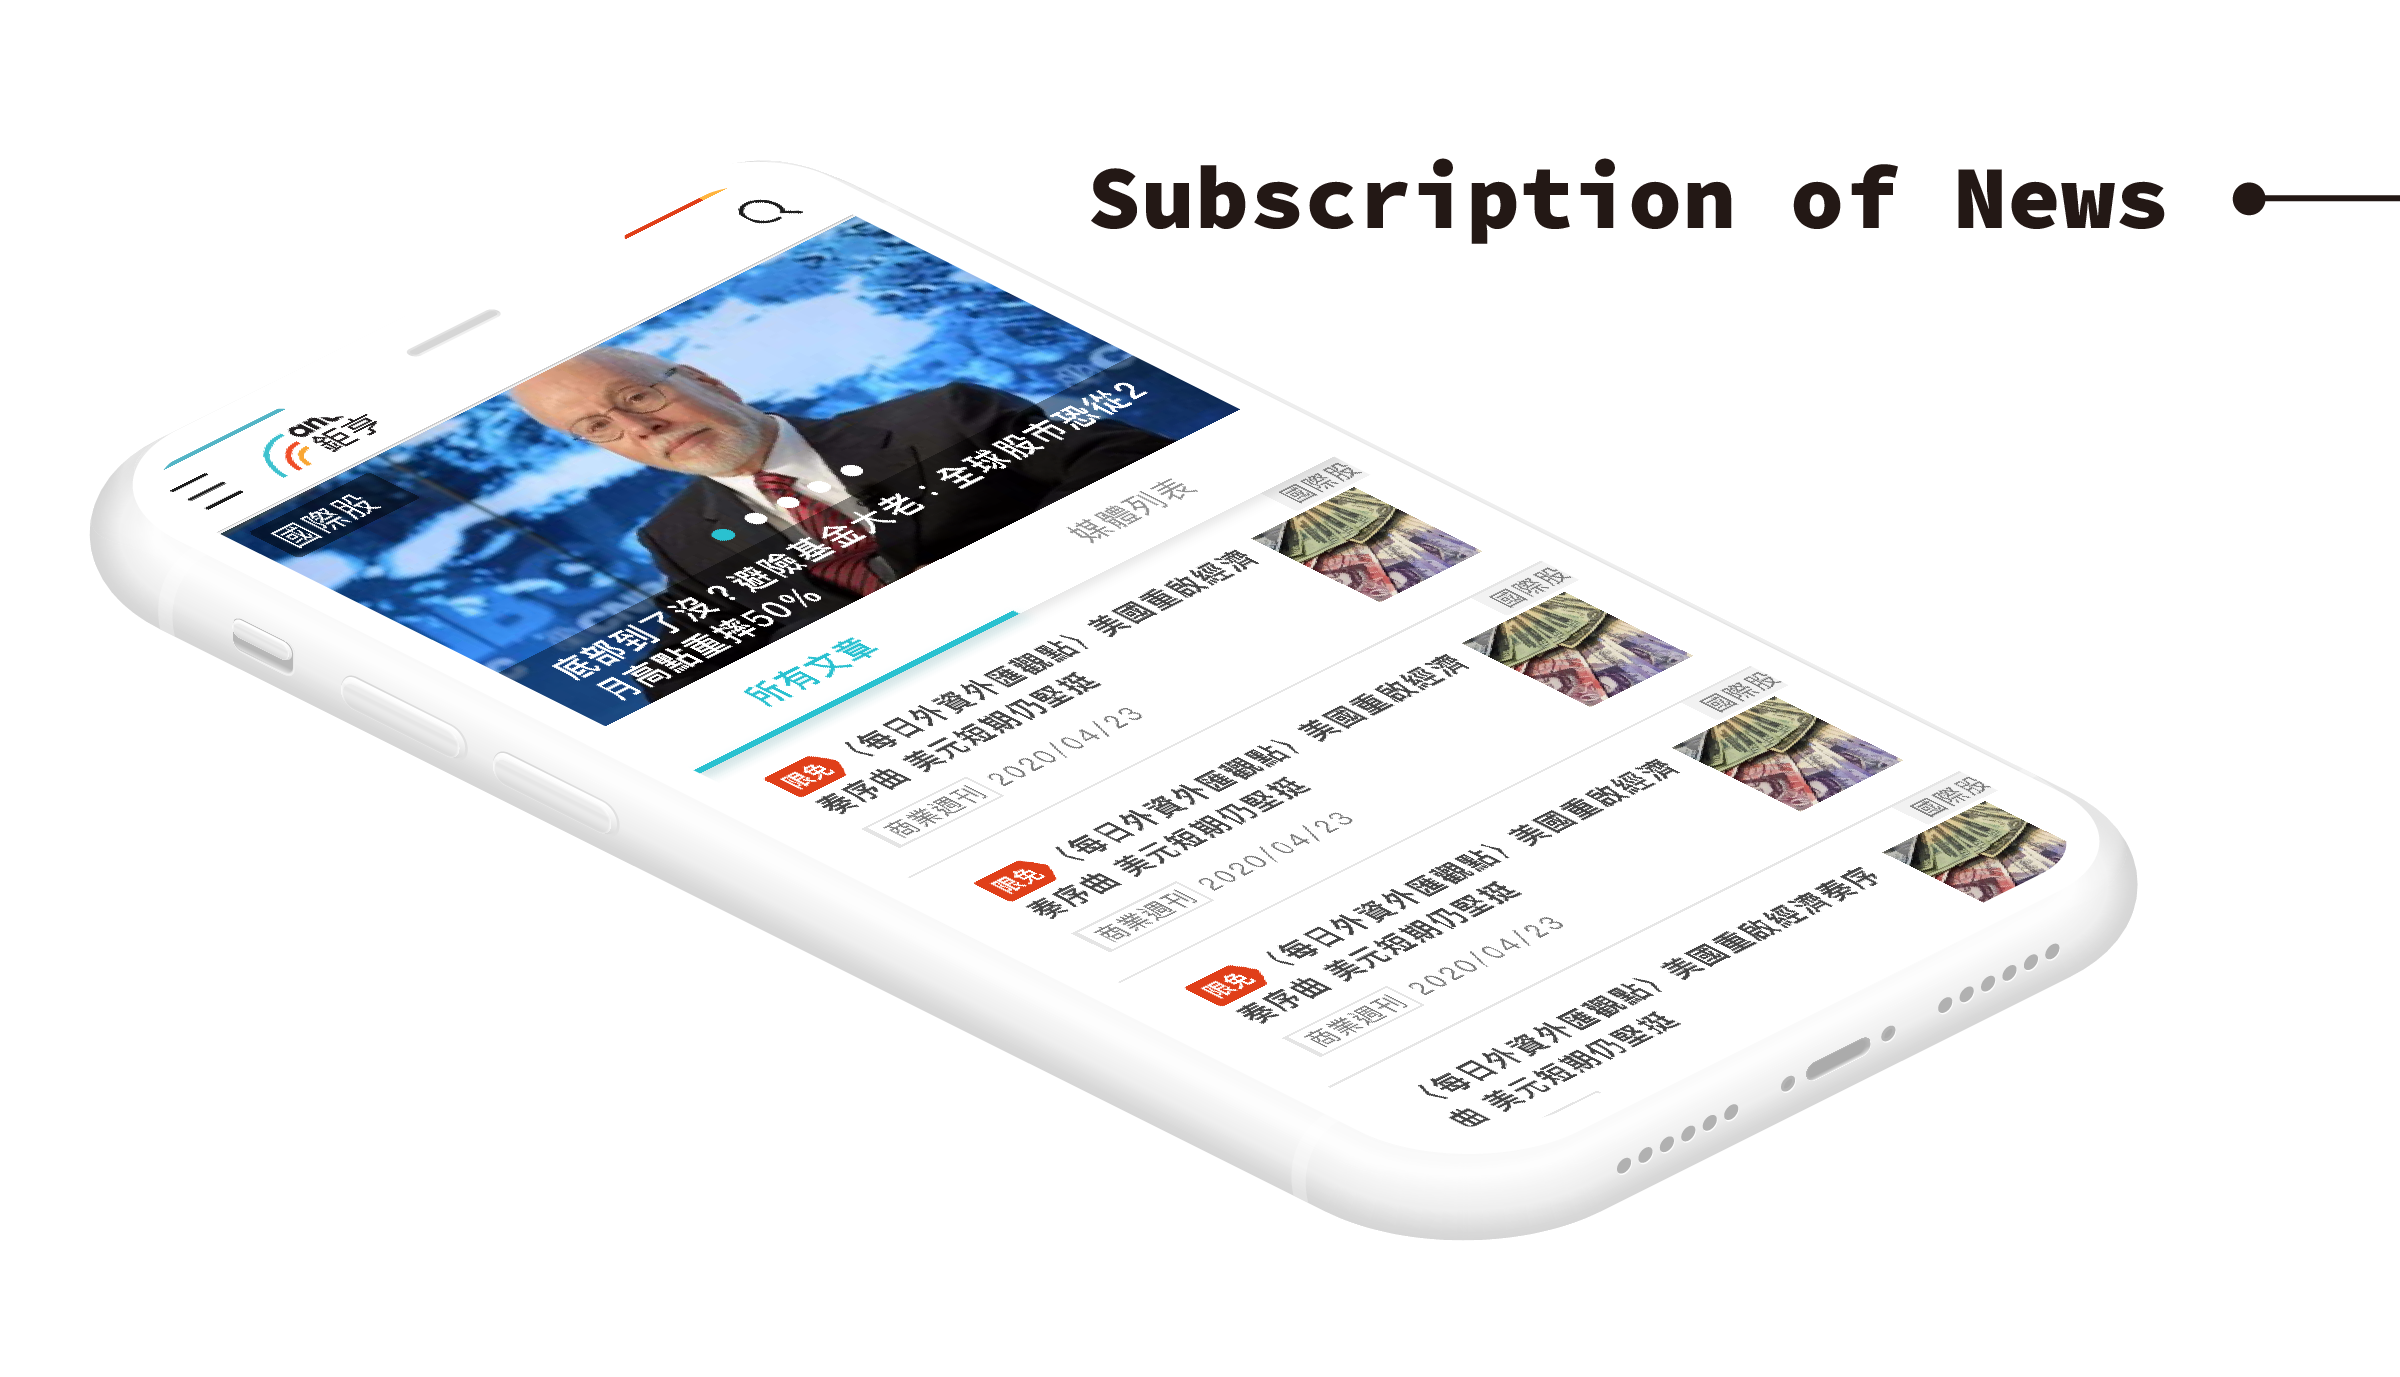 Subscription of News
鉅亨
國際股
底部到了沒？避險基金大老：全球股市恐從2
月高點重摔50%
所有文章
媒體列表
國際股
限免〈每日外資外匯觀點〉美國重啟經濟
奏序曲 美元短期仍堅挺
商業週刊 2020/04/23
國際股
限免〈每日外資外匯觀點〉美國重啟經濟
奏序曲 美元短期仍堅挺
商業週刊 2020/04/23
國際股
限免〈每日外資外匯觀點〉美國重啟經濟
奏序曲 美元短期仍堅挺
商業週刊 2020/04/23
國際股
〈每日外資外匯觀點〉美國重啟經濟奏序
曲 美元短期仍堅挺